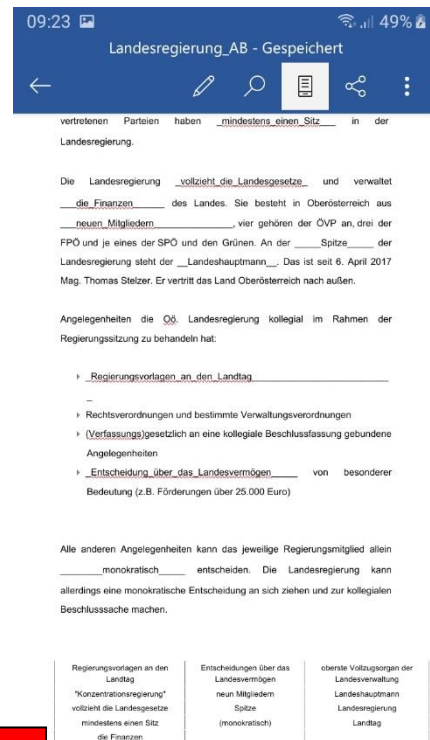 09:23 49%
Landesregierung_AB - Gespeichert
vertretenen Parteien haben _mindestens_einen_Sitz___ in der
Landesregierung.
Die Landesregierung _vollzieht_die_Landesgesetze_ und verwaltet
___die_Finanzen____ des Landes. Sie besteht in Oberösterreich aus
___neuen_Mitgliedern______________, vier gehören der ÖVP an, drei der
FPÖ und je eines der SPÖ und den Grünen. An der _____Spitze_____ der
Landesregierung steht der __Landeshauptmann__. Das ist seit 6. April 2017
Mag. Thomas Stelzer. Er vertritt das Land Oberösterreich nach außen.
Angelegenheiten die Oö. Landesregierung kollegial im Rahmen der
Regierungssitzung zu behandeln hat:
_Regierungsvorlagen_an_den_Landtag_________________________
_
Rechtsverordnungen und bestimmte Verwaltungsverordnungen
(Verfassungs)gesetzlich an eine kollegiale Beschlussfassung gebundene
Angelegenheiten
_Entscheidung_über_das_Landesvermögen_____ von besonderer
Bedeutung (z.B. Förderungen über 25.000 Euro)
Alle anderen Angelegenheiten kann das jeweilige Regierungsmitglied allein
________monokratisch_____ entscheiden. Die Landesregierung kann
allerdings eine monokratische Entscheidung an sich ziehen und zur kollegialen
Beschlusssache machen.
Regierungsvorlagen an den
Landtag
"Konzentrationsregierung"
vollzieht die Landesgesetze
mindestens einen Sitz
die Finanzen
Entscheidungen über das
Landesvermögen
neun Mitgliedern
Spitze
(monokratisch)
oberste Vollzugsorgan der
Landesverwaltung
Landeshauptmann
Landesregierung
Landtag